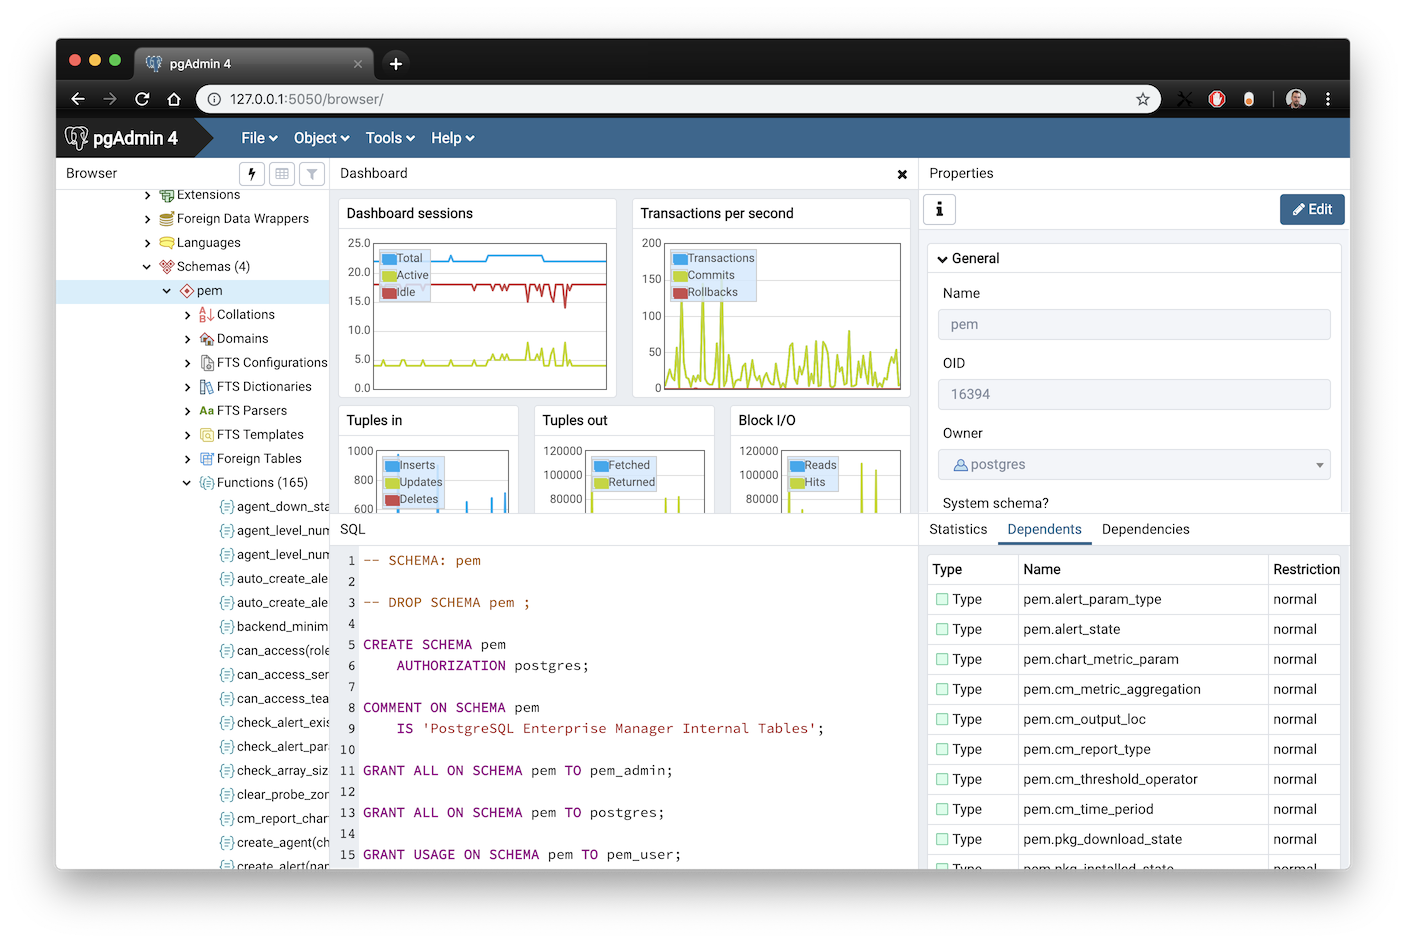 pgAdmin 4
127.0.0.1:5050/browser/
pgAdmin 4
File
Object
Tools
Help
Browser
Extensions
Foreign Data Wrappers
Languages
Schemas (4)
pem
Collations
Domains
FTS Configurations
FTS Dictionaries
Aa FTS Parsers
FTS Templates
Foreign Tables
Functions (165)
agent_down_sta
agent_level_num
agent_level_num
auto_create_ale
auto_create_ale
backend_minim
can_access(role
can_access_ser
can_access_tea
check_alert_exis
check_alert_par
check_array_siz
clear_probe_zon
cm_report_char
create_agent(ch
create_alert(nar
Dashboard
Dashboard sessions
25.0
20.0
15.0
10.0
5.0
0.0
Total
Active
Idle
Transactions per second
200
150
100
50
0
Transactions
Commits
Rollbacks
Tuples in
1000
800
600
Inserts
Updates
Deletes
Tuples out
120000
100000
80000
Fetched
Returned
Block I/O
120000
100000
80000
Reads
Hits
SQL
1 -- SCHEMA: pem
2
3 -- DROP SCHEMA pem ;
4
5 CREATE SCHEMA pem
6 AUTHORIZATION postgres;
7
8 COMMENT ON SCHEMA pem
9 IS 'PostgreSQL Enterprise Manager Internal Tables';
10
11 GRANT ALL ON SCHEMA pem TO pem_admin;
12
13 GRANT ALL ON SCHEMA pem TO postgres;
14
15 GRANT USAGE ON SCHEMA pem TO pem_user;
Properties
Edit
General
Name
pem
OID
16394
Owner
postgres
System schema?
Statistics Dependents Dependencies
Type Name Restriction
Type pem.alert_param_type normal
Type pem.alert_state normal
Type pem.chart_metric_param normal
Type pem.cm_metric_aggregation normal
Type pem.cm_output_loc normal
Type pem.cm_report_type normal
Type pem.cm_threshold_operator normal
Type pem.cm_time_period normal
Type pem.pkg_download_state normal
Type pem.pkg_installed_state normal